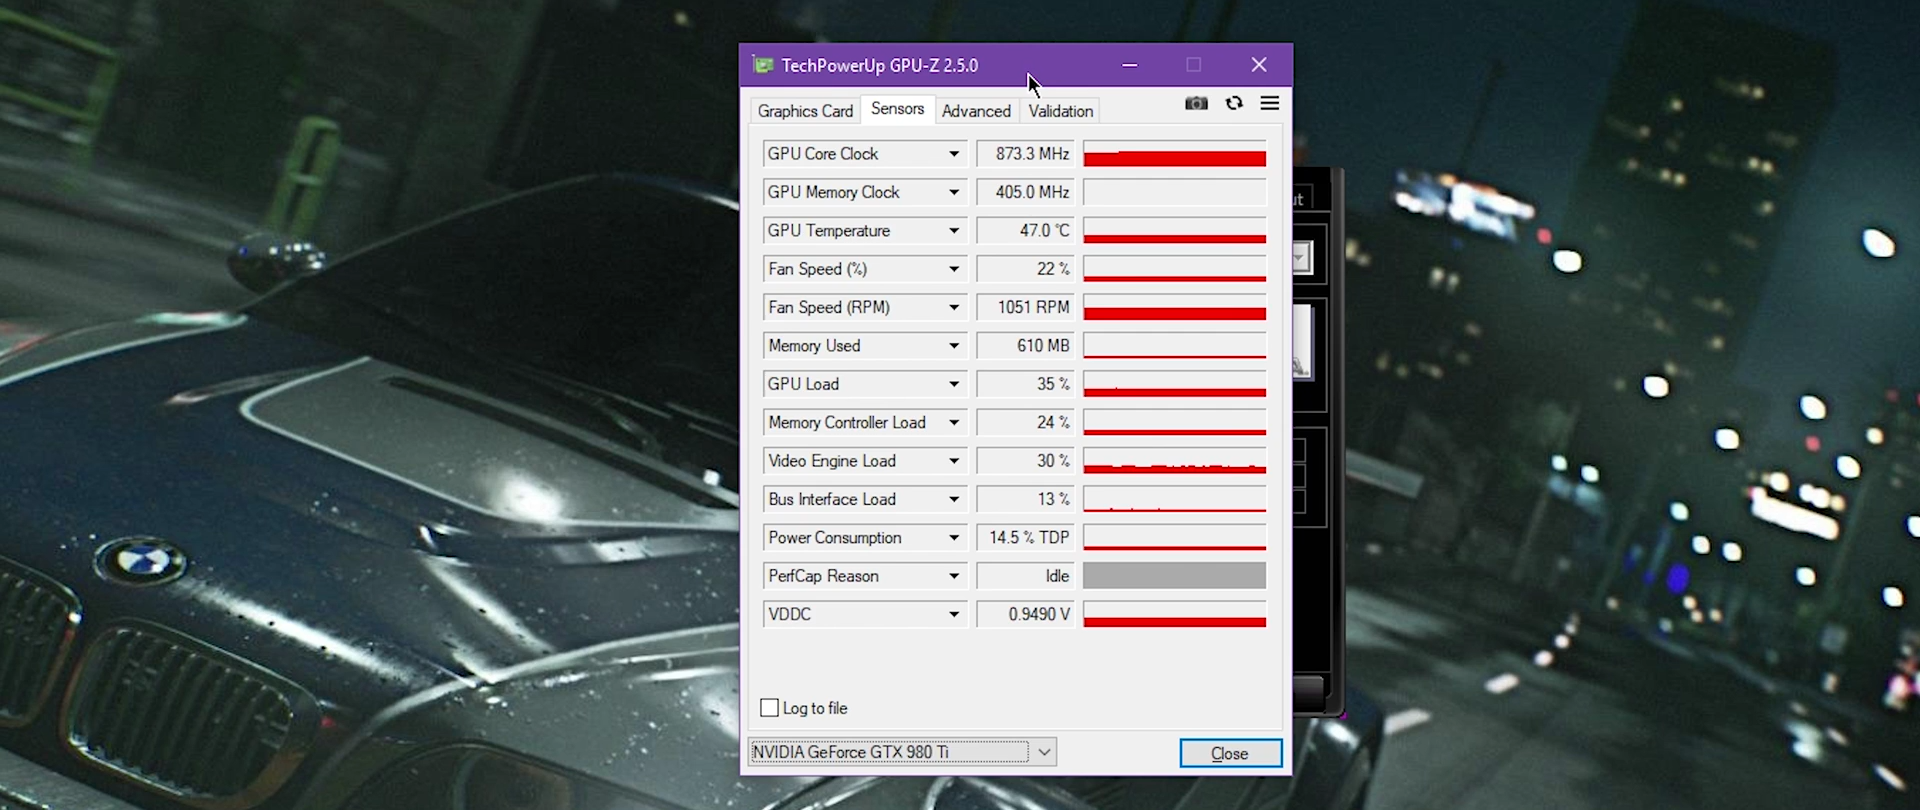 TechPowerUp GPU-Z 2.5.0
Graphics Card Sensors Advanced Validation
GPU Core Clock 873.3 MHz
GPU Memory Clock 405.0 MHz
GPU Temperature 47.0 °C
Fan Speed (%) 22 %
Fan Speed (RPM) 1051 RPM
Memory Used 610 MB
GPU Load 35 %
Memory Controller Load 24 %
Video Engine Load 30 %
Bus Interface Load 13 %
Power Consumption 14.5 % TDP
PerfCap Reason Idle
VDDC 0.9490 V
Log to file
NVIDIA GeForce GTX 980 Ti
Close